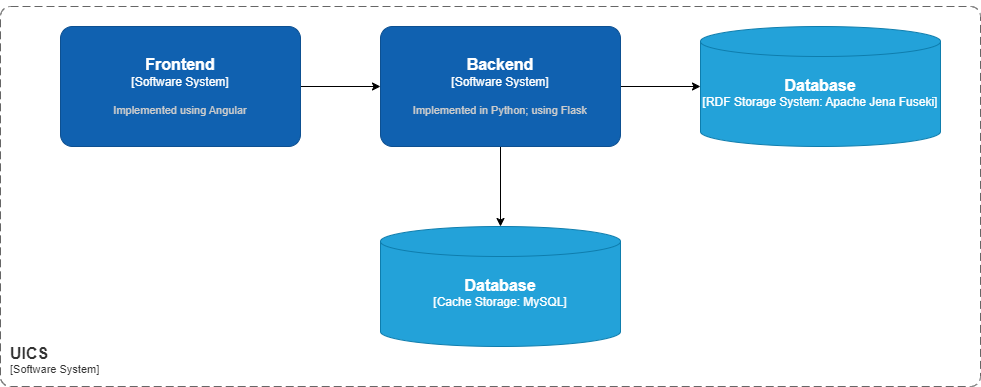 Frontend
[Software System]
Implemented using Angular
Backend
[Software System]
Implemented in Python; using Flask
Database
[RDF Storage System: Apache Jena Fuseki]
Database
[Cache Storage: MySQL]
UICS
[Software System]